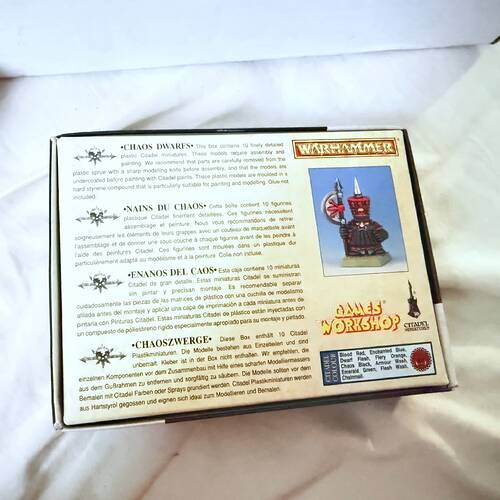 •CHAOS DWARFS• This box contains 10 finely detailed
plastic Citadel miniatures. These models require assembly and
painting. We recommend that parts are carefully removed from the
plastic sprue with a sharp modelling knife before assembly, and that the models are
undercoated before painting with Citadel paints. These plastic models are moulded in a
hard styrene compound that is particularly suitable for painting and modelling. Glue not
included.
•NAINS DU CHAOS• Cette boîte contient 10 figurines
plastique Citadel finement détaillées. Ces figurines nécessitent
assemblage et peinture. Nous vous recommandons de retirer
soigneusement les éléments de leurs grappes avec un couteau de maquettiste avant
l'assemblage et de donner une sous-couche à chaque figurine avant de les peindre à
l'aide des peintures Citadel. Ces figurines sont moulées dans un plastique dur
particulièrement adapté au modélisme et à la peinture. Colle non incluse.
•ENANOS DEL CAOS• Esta caja contiene 10 miniaturas
Citadel de gran detalle. Estas miniaturas Citadel se suministran
sin pintar y precisan montaje. Es recomendable separar
cuidadosamente las piezas de las matrices de plástico con una cuchilla de modelismo
afilada antes del montaje y aplicar una capa de imprimación a cada miniatura antes de
pintarla con Pinturas Citadel. Estas miniaturas Citadel de plástico están inyectadas con
un compuesto de poliestireno rígido especialmente apropiado para su montaje y pintado.
•CHAOSZWERGE• Diese Box enthält 10 Citadel
Plastikminiaturen. Die Modelle bestehen aus Einzelteilen und sind
unbemalt. Kleber ist in der Box nicht enthalten. Wir empfehlen, die
einzelnen Komponenten vor dem Zusammenbau mit Hilfe eines scharfen Modelliermessers
aus dem Gußrahmen zu entfernen und sorgfältig zu säubern. Die Modelle sollten vor dem
Bemalen mit Citadel Farben oder Sprays grundiert werden. Citadel Plastikminiaturen werden
aus Hartstyrol gegossen und eignen sich ideal zum Modellieren und Bemalen.
WARHAMMER
GAMES
WORKSHOP
CITADEL
MINIATURES
Blood Red, Enchanted Blue,
Dwarf Flesh, Fiery Orange,
Chaos Black, Armour Wash,
Emerald Green, Flesh Wash,
Chainmail.